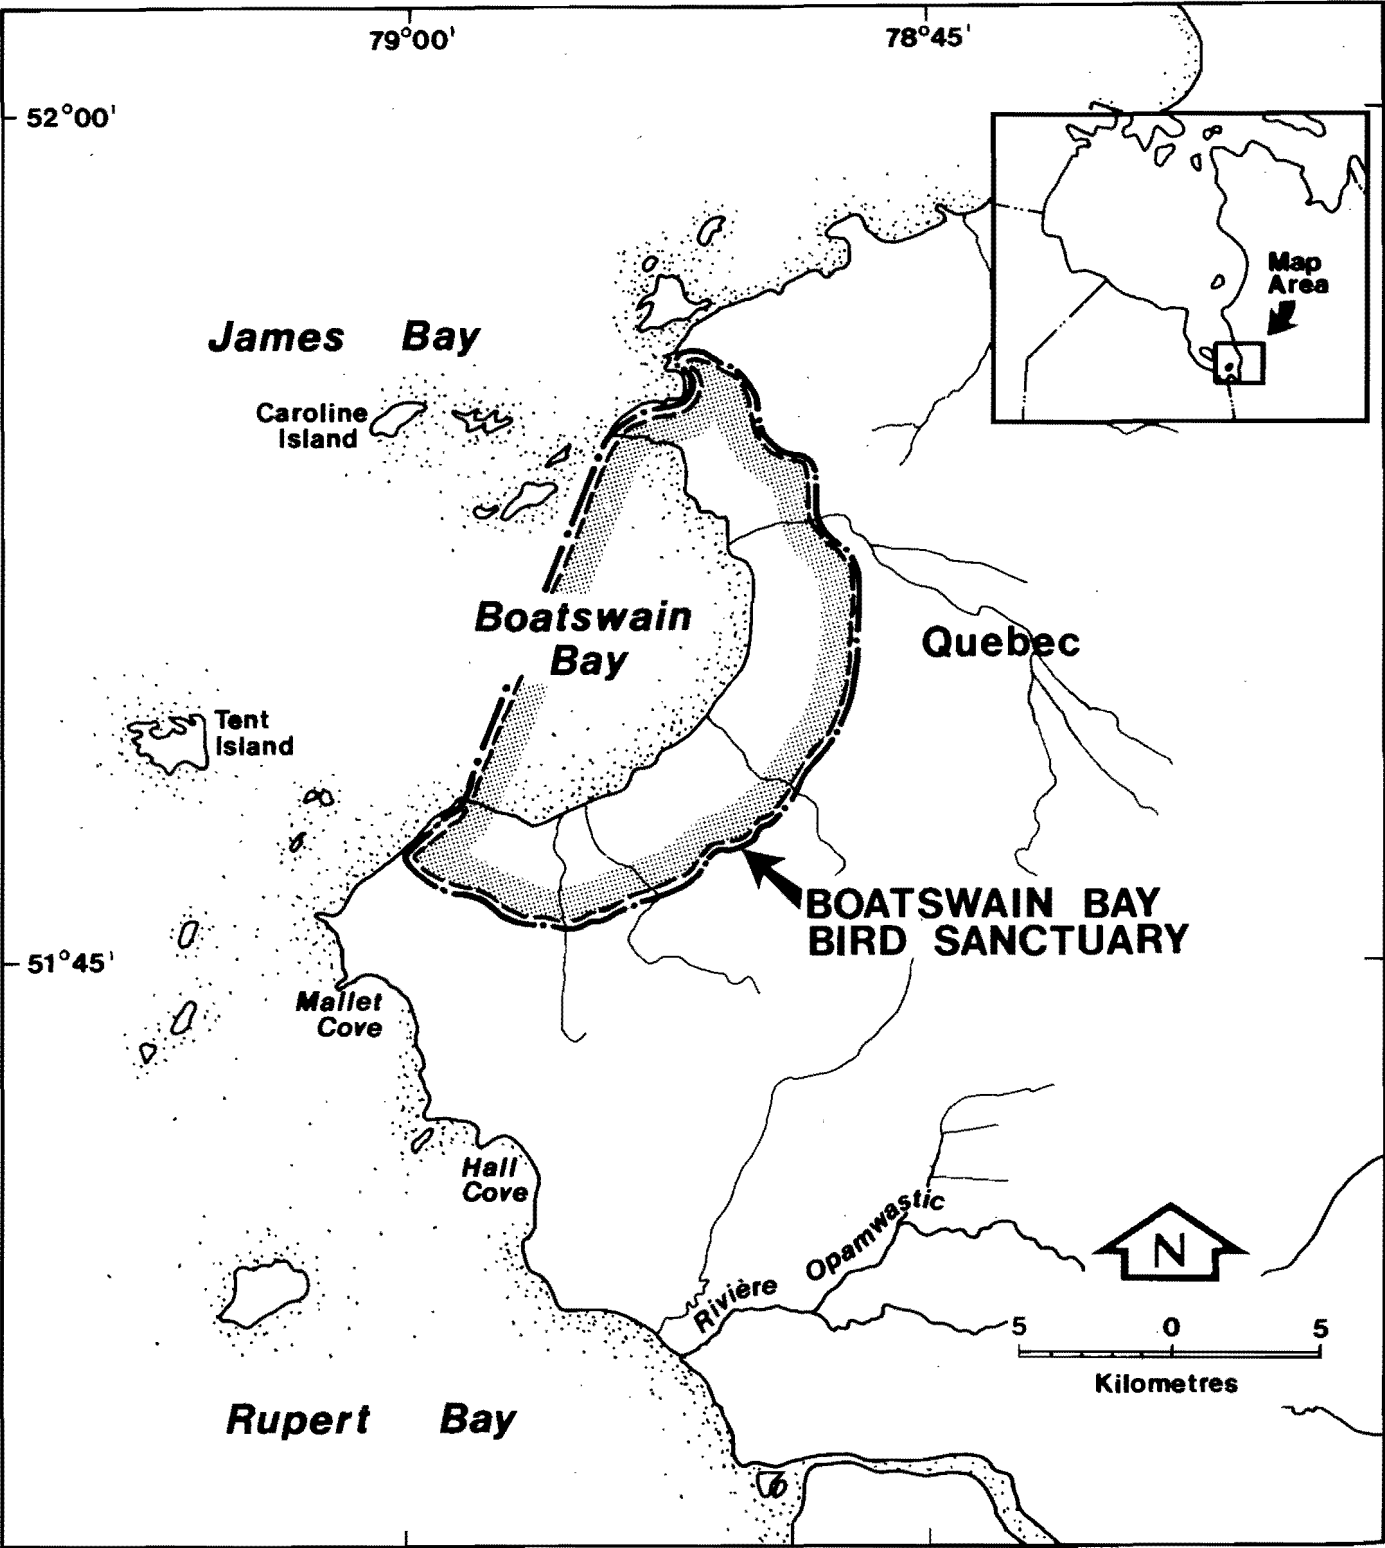 79°00'
78°45'
52°00'
Map
Area
James Bay
Caroline
Island
Boatswain
Bay
Quebec
Tent
Island
BOATSWAIN BAY
BIRD SANCTUARY
51°45'
Mallet
Cove
Hall
Cove
Rivière Opamwastic
N
5 0 5
Kilometres
Rupert Bay